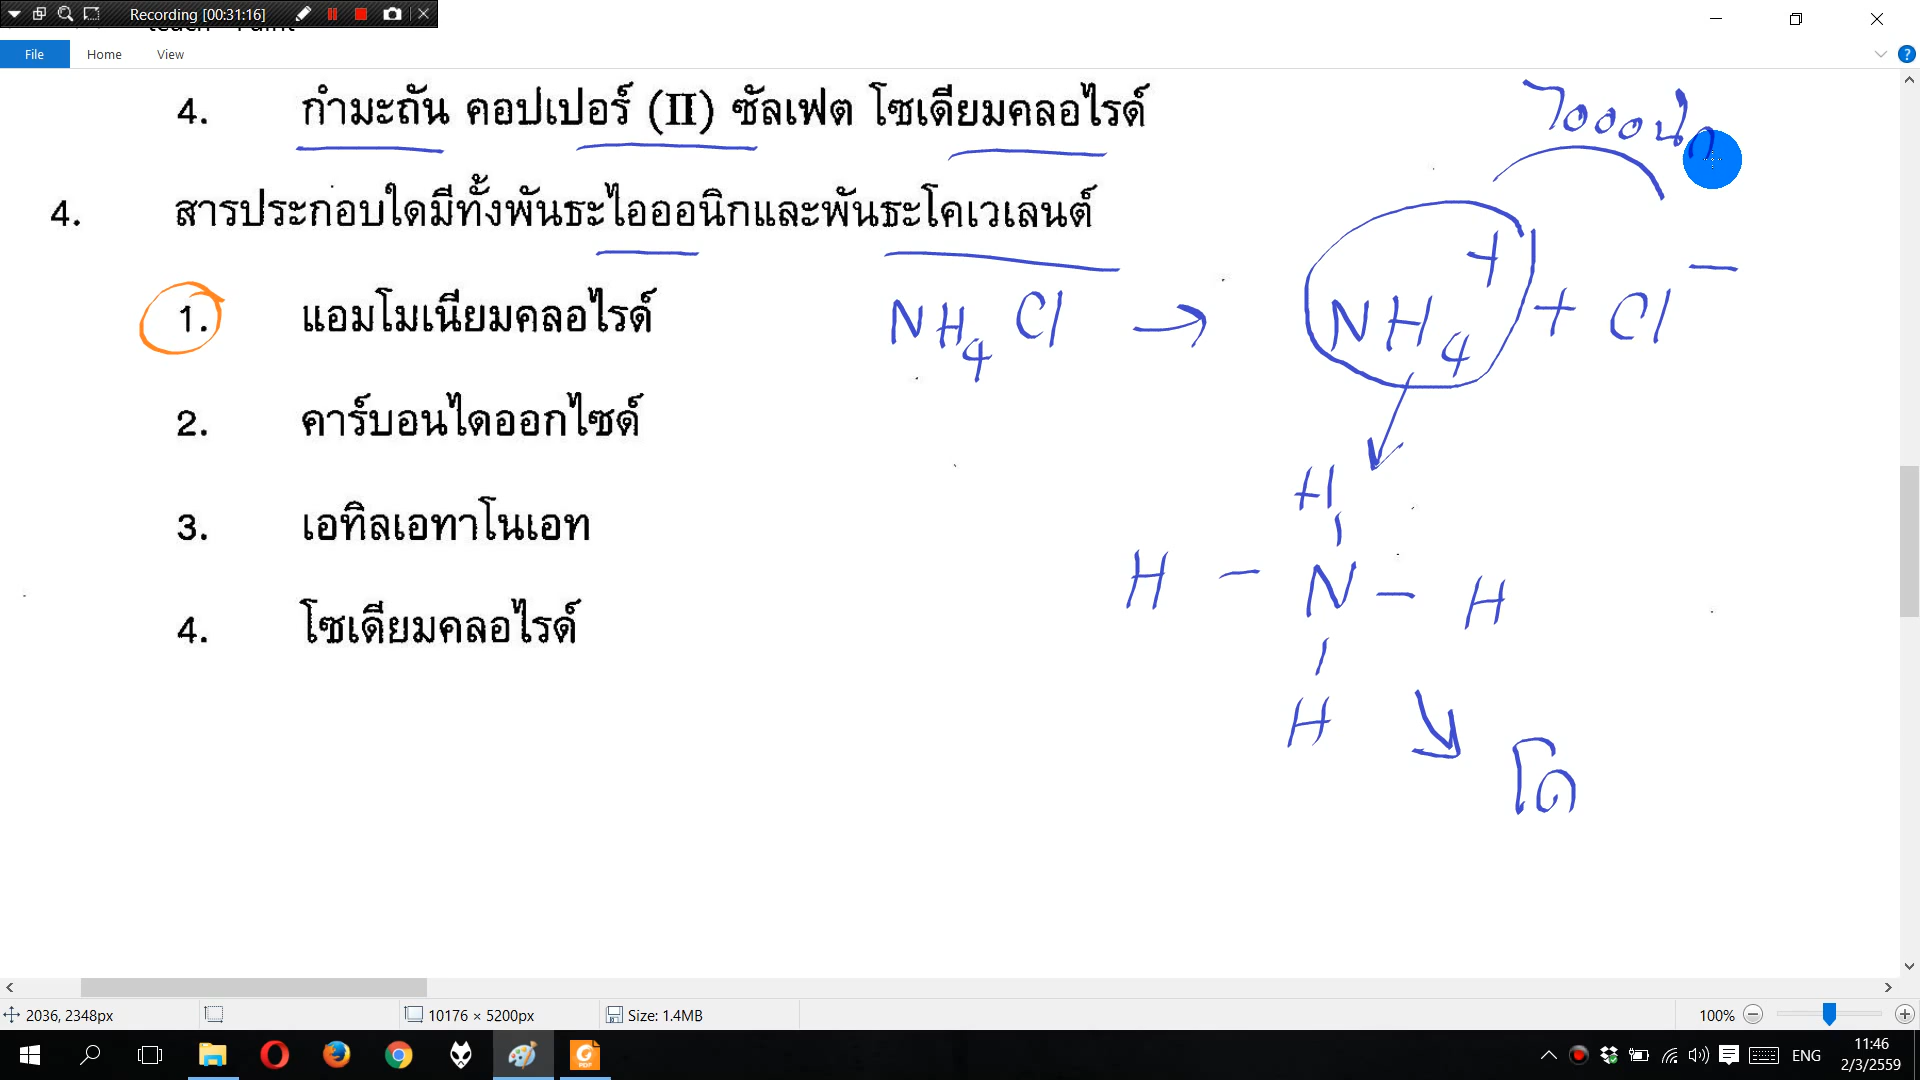 Recording [00:31:16]
File Home View
4. กำมะถัน คอปเปอร์ (II) ซัลเฟต โซเดียมคลอไรด์
ไอออนิก
4. สารประกอบใดมีทั้งพันธะไอออนิกและพันธะโคเวเลนต์
1. แอมโมเนียมคลอไรด์ NH4Cl → NH4+ + Cl−
2. คาร์บอนไดออกไซด์
H
3. เอทิลเอทาโนเอท
H - N - H
4. โซเดียมคลอไรด์
H
โค
2036, 2348px 10176 × 5200px Size: 1.4MB 100%
ENG 11:46
2/3/2559